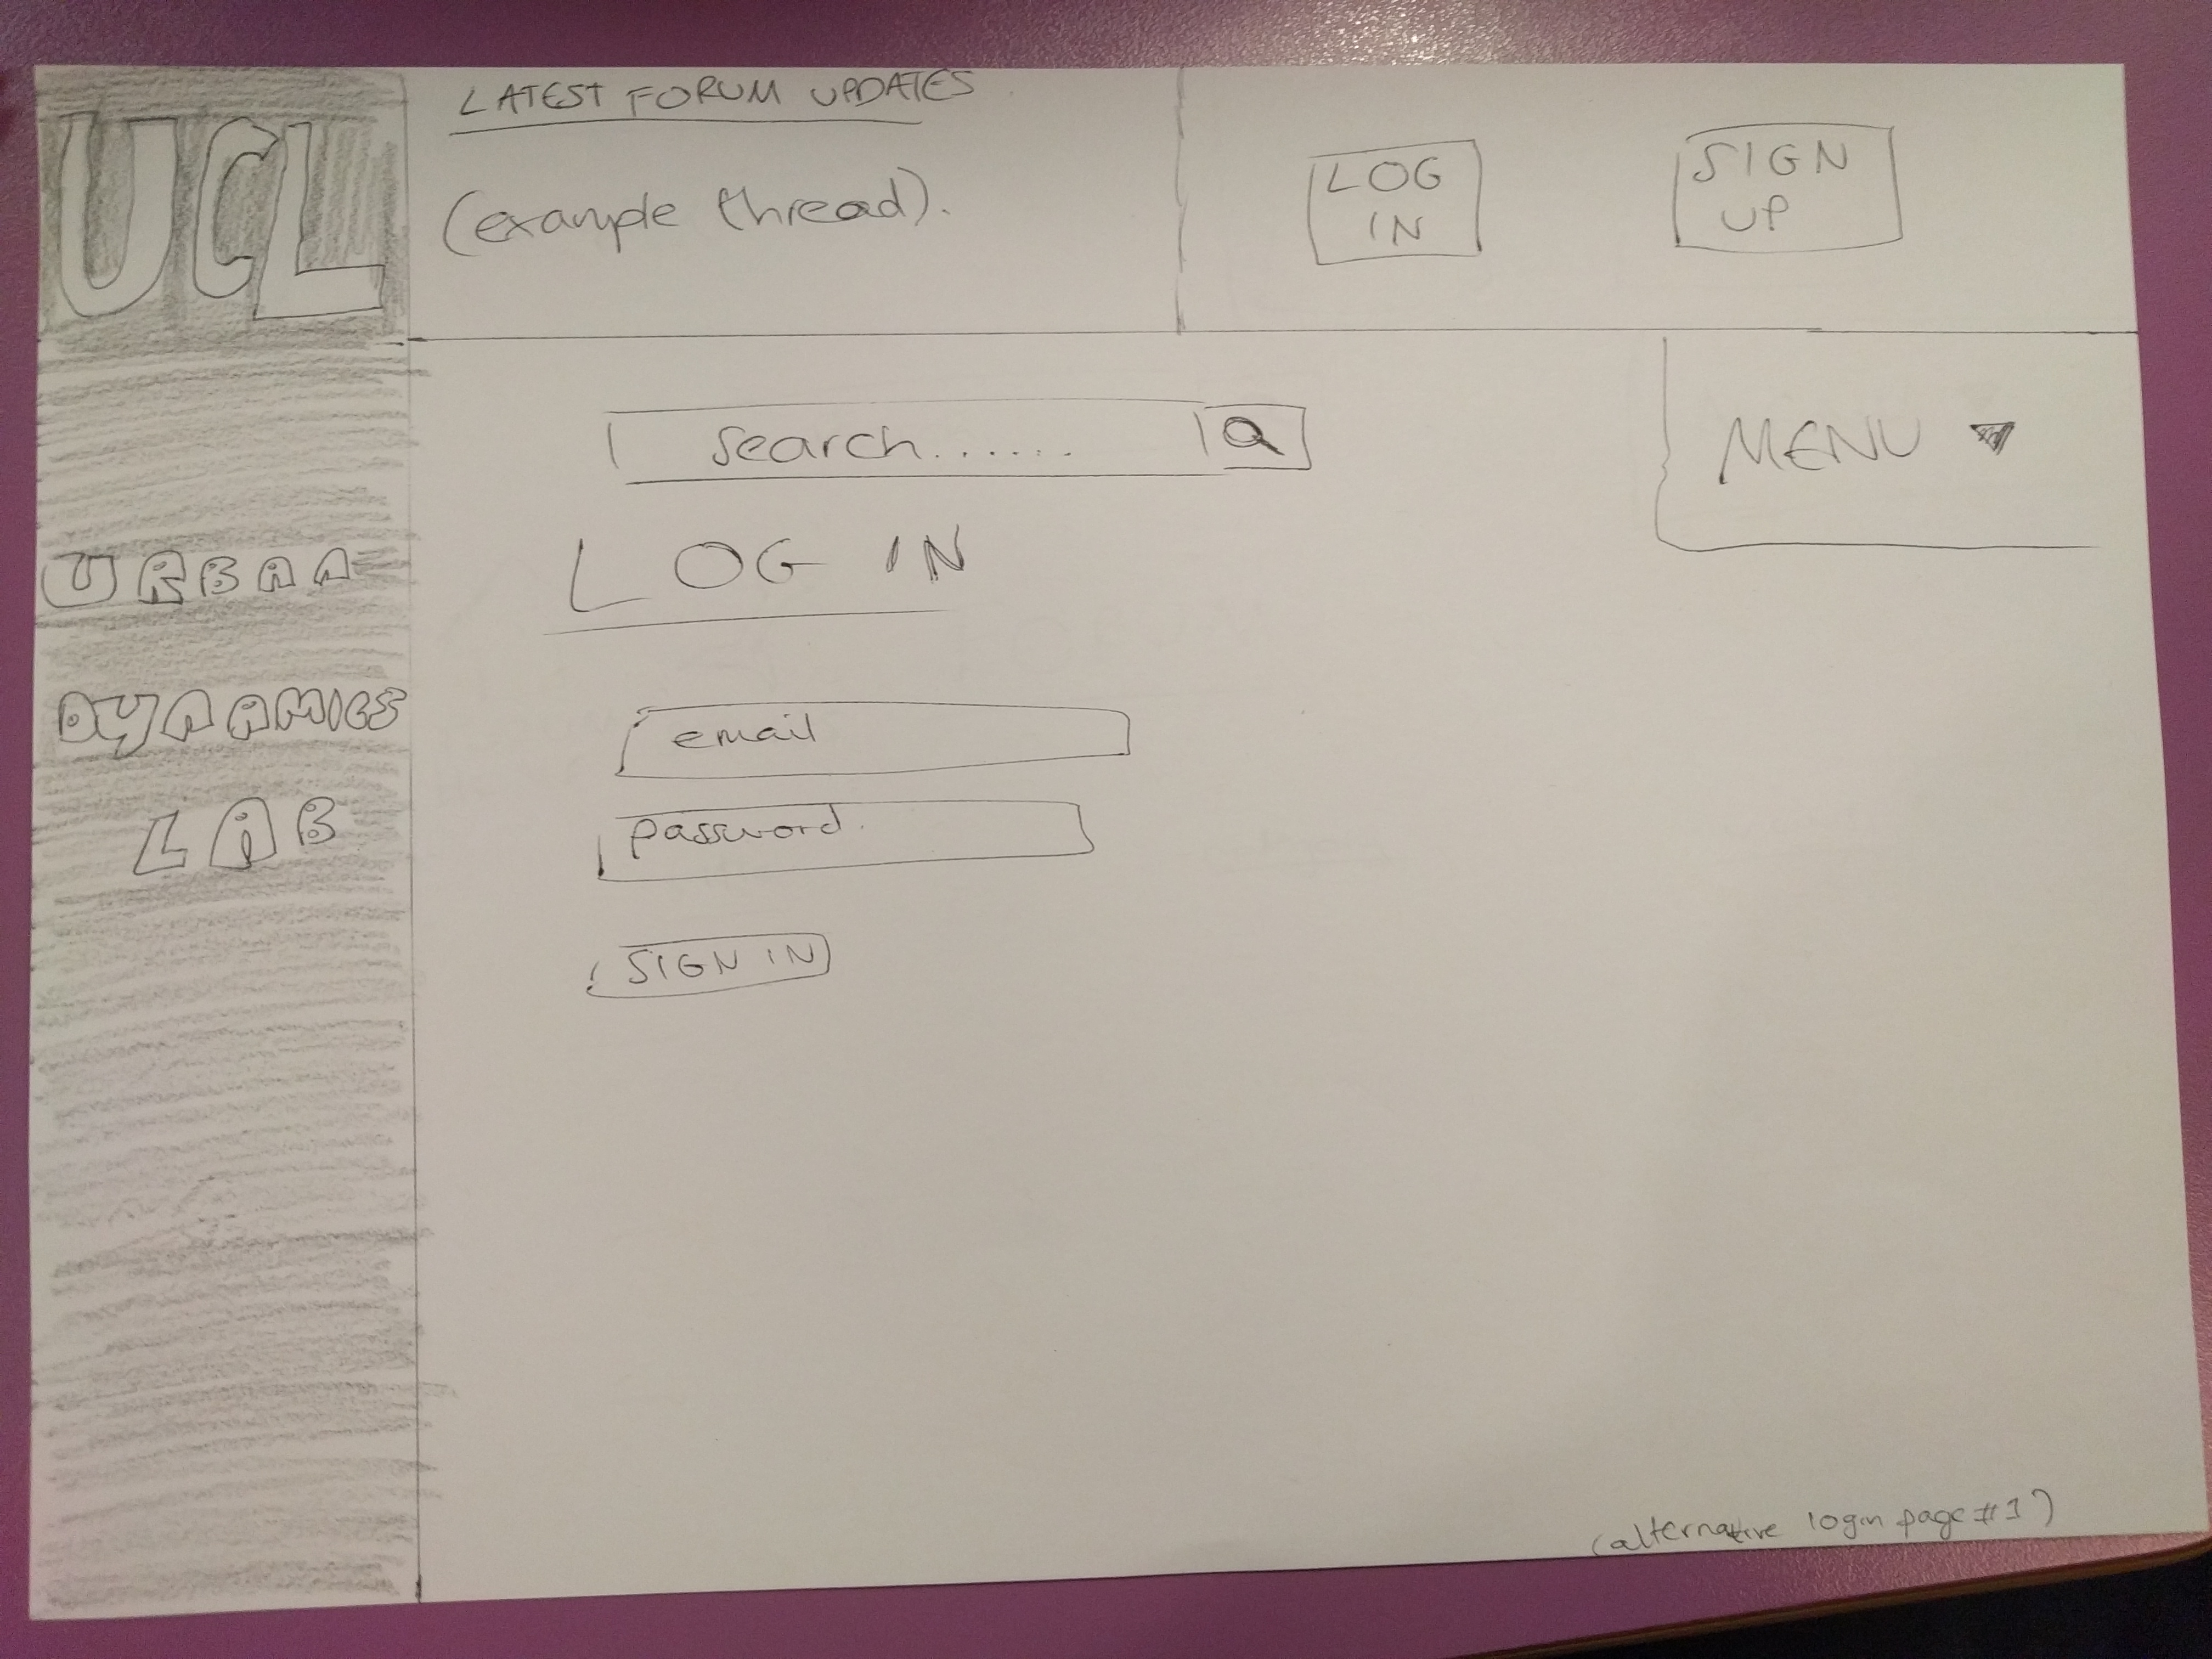 UCL
LATEST FORUM UPDATES
(example thread).
LOG
IN
SIGN
UP
search......
MENU
LOG IN
URBAN
DYNAMICS
LAB
email
password.
SIGN IN
(alternative login page #1)